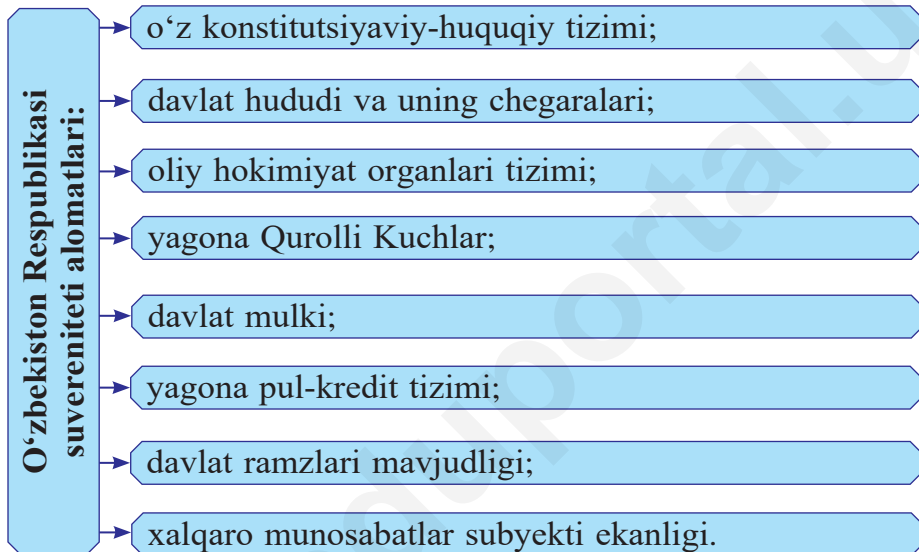 O‘zbekiston Respublikasi
suvereniteti alomatlari:
o‘z konstitutsiyaviy-huquqiy tizimi;
davlat hududi va uning chegaralari;
oliy hokimiyat organlari tizimi;
yagona Qurolli Kuchlar;
davlat mulki;
yagona pul-kredit tizimi;
davlat ramzlari mavjudligi;
xalqaro munosabatlar subyekti ekanligi.
eduportal.u